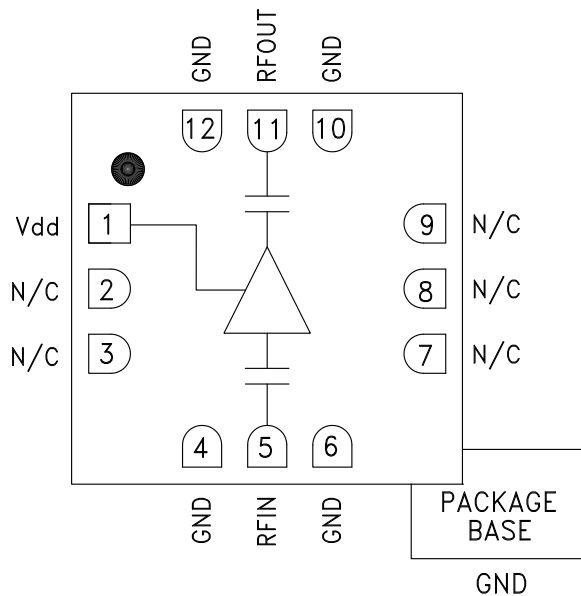 GND
RFOUT
GND
12
11
10
Vdd
1
9
N/C
N/C
2
8
N/C
N/C
3
7
N/C
4
5
6
GND
RFIN
GND
PACKAGE
BASE
GND